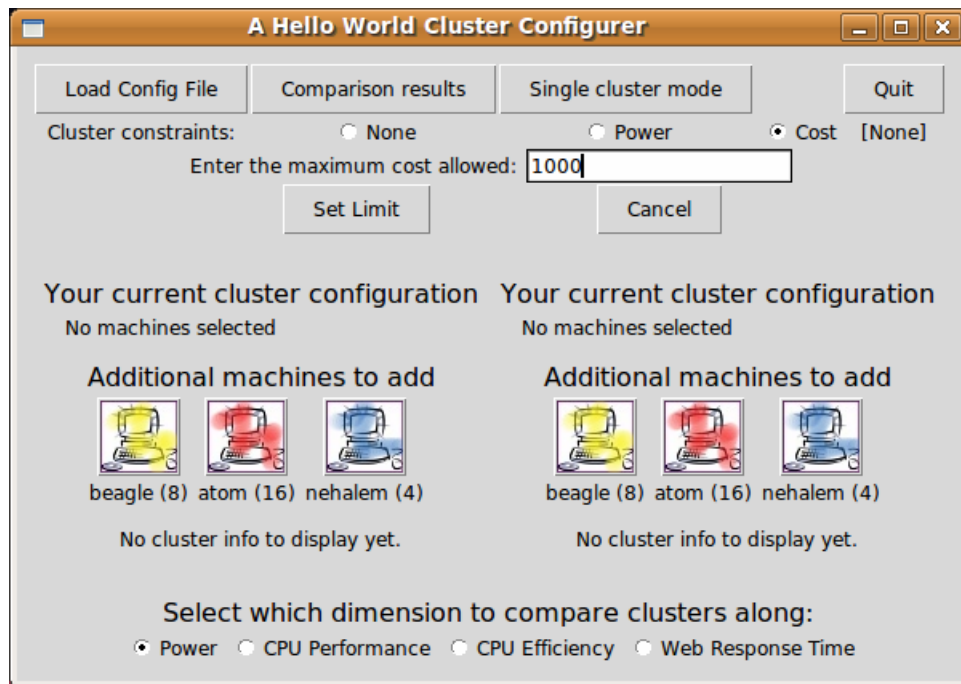 A Hello World Cluster Configurer
Load Config File Comparison results Single cluster mode Quit
Cluster constraints: None Power Cost [None]
Enter the maximum cost allowed: 1000
Set Limit Cancel
Your current cluster configuration Your current cluster configuration
No machines selected No machines selected
Additional machines to add Additional machines to add
beagle (8) atom (16) nehalem (4) beagle (8) atom (16) nehalem (4)
No cluster info to display yet. No cluster info to display yet.
Select which dimension to compare clusters along:
Power CPU Performance CPU Efficiency Web Response Time